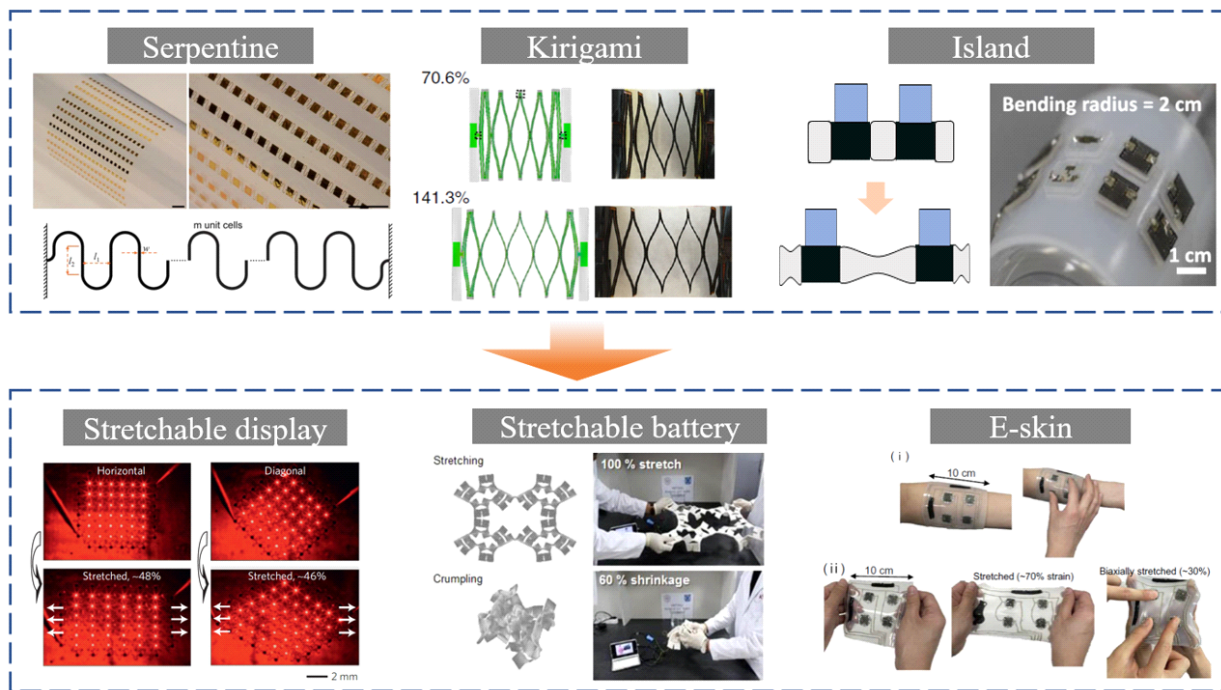 Serpentine
Kirigami
Island
70.6%
141.3%
Bending radius = 2 cm
1 cm
m unit cells
w
l₂
l₁
Stretchable display
Stretchable battery
E-skin
Horizontal
Diagonal
Stretched, ~48%
Stretched, ~46%
2 mm
Stretching
100 % stretch
Crumpling
60 % shrinkage
(i)
10 cm
(ii)
10 cm
Stretched (~70% strain)
Biaxially stretched (~30%)